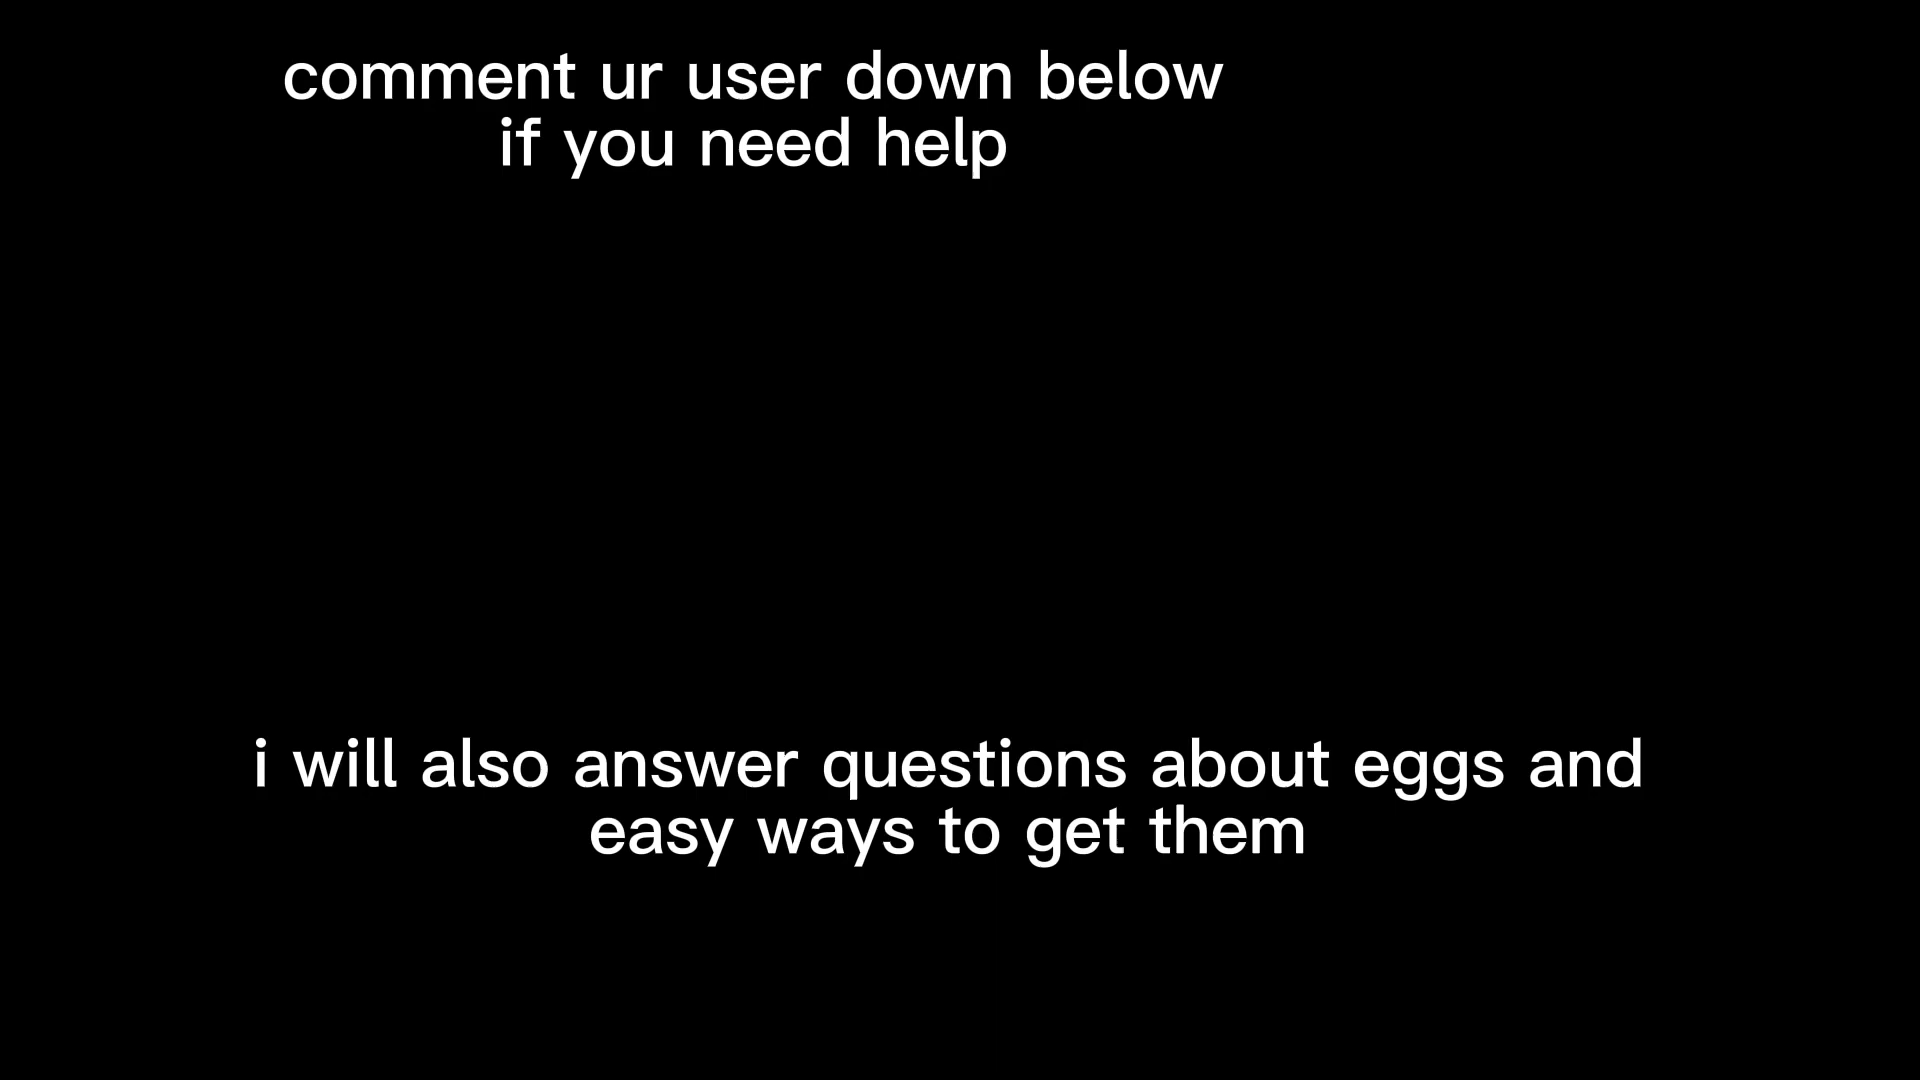 comment ur user down below
if you need help
i will also answer questions about eggs and
easy ways to get them